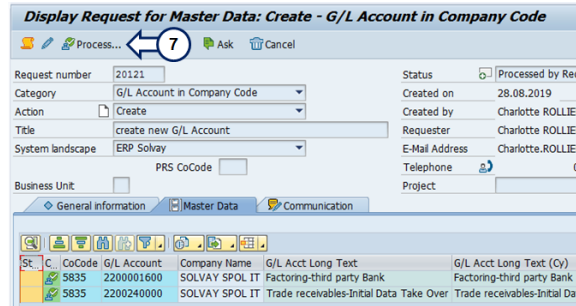 Display Request for Master Data: Create - G/L Account in Company Code
Process... 7 Ask Cancel
Request number 20121 Status Processed by Req
Category G/L Account in Company Code Created on 28.08.2019
Action Create Created by Charlotte ROLLIE
Title create new G/L Account Requester Charlotte ROLLIE
System landscape ERP Solvay E-Mail Address Charlotte.ROLLIE
PRS CoCode Telephone 0
Business Unit Project
General information Master Data Communication
St... C... CoCode G/L Account Company Name G/L Acct Long Text G/L Acct Long Text (Cy)
5835 2200001600 SOLVAY SPOL IT Factoring-third party Bank Factoring-third party Bank
5835 2200240000 SOLVAY SPOL IT Trade receivables-Initial Data Take Over Trade receivables-Initial Da